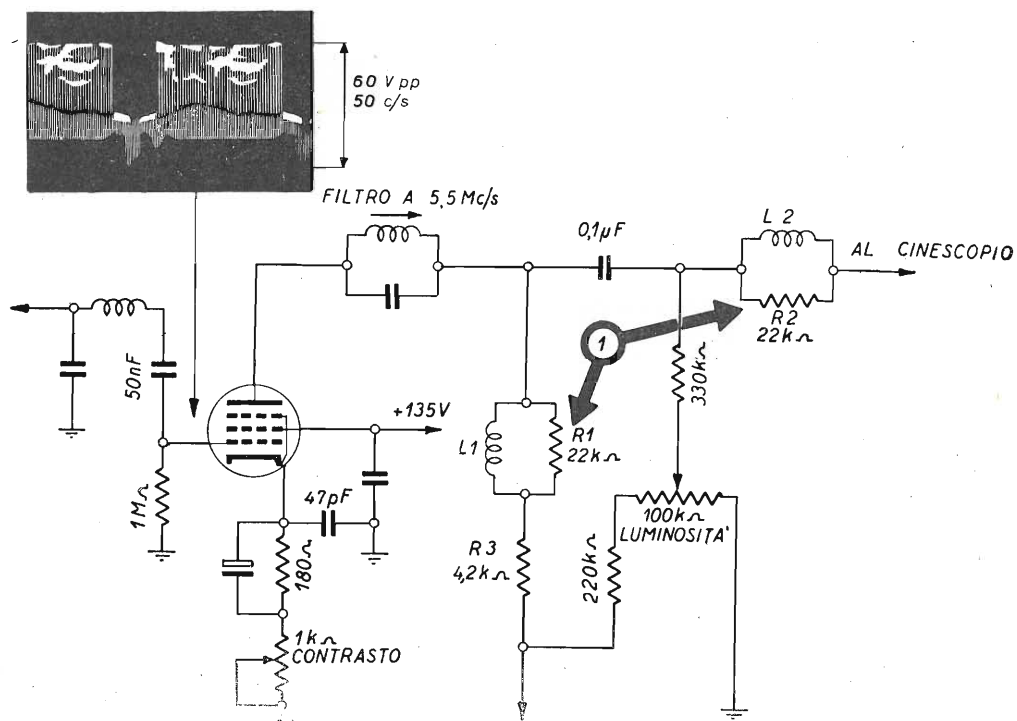 60 Vpp
50 c/s
FILTRO A 5,5 Mc/s
0,1µF
L 2
AL CINESCOPIO
R2
22kΩ
1
50nF
330kΩ
+135V
L1
R1
22kΩ
1MΩ
47pF
180Ω
R3
4,2kΩ
220kΩ
100kΩ
LUMINOSITA'
1kΩ
CONTRASTO